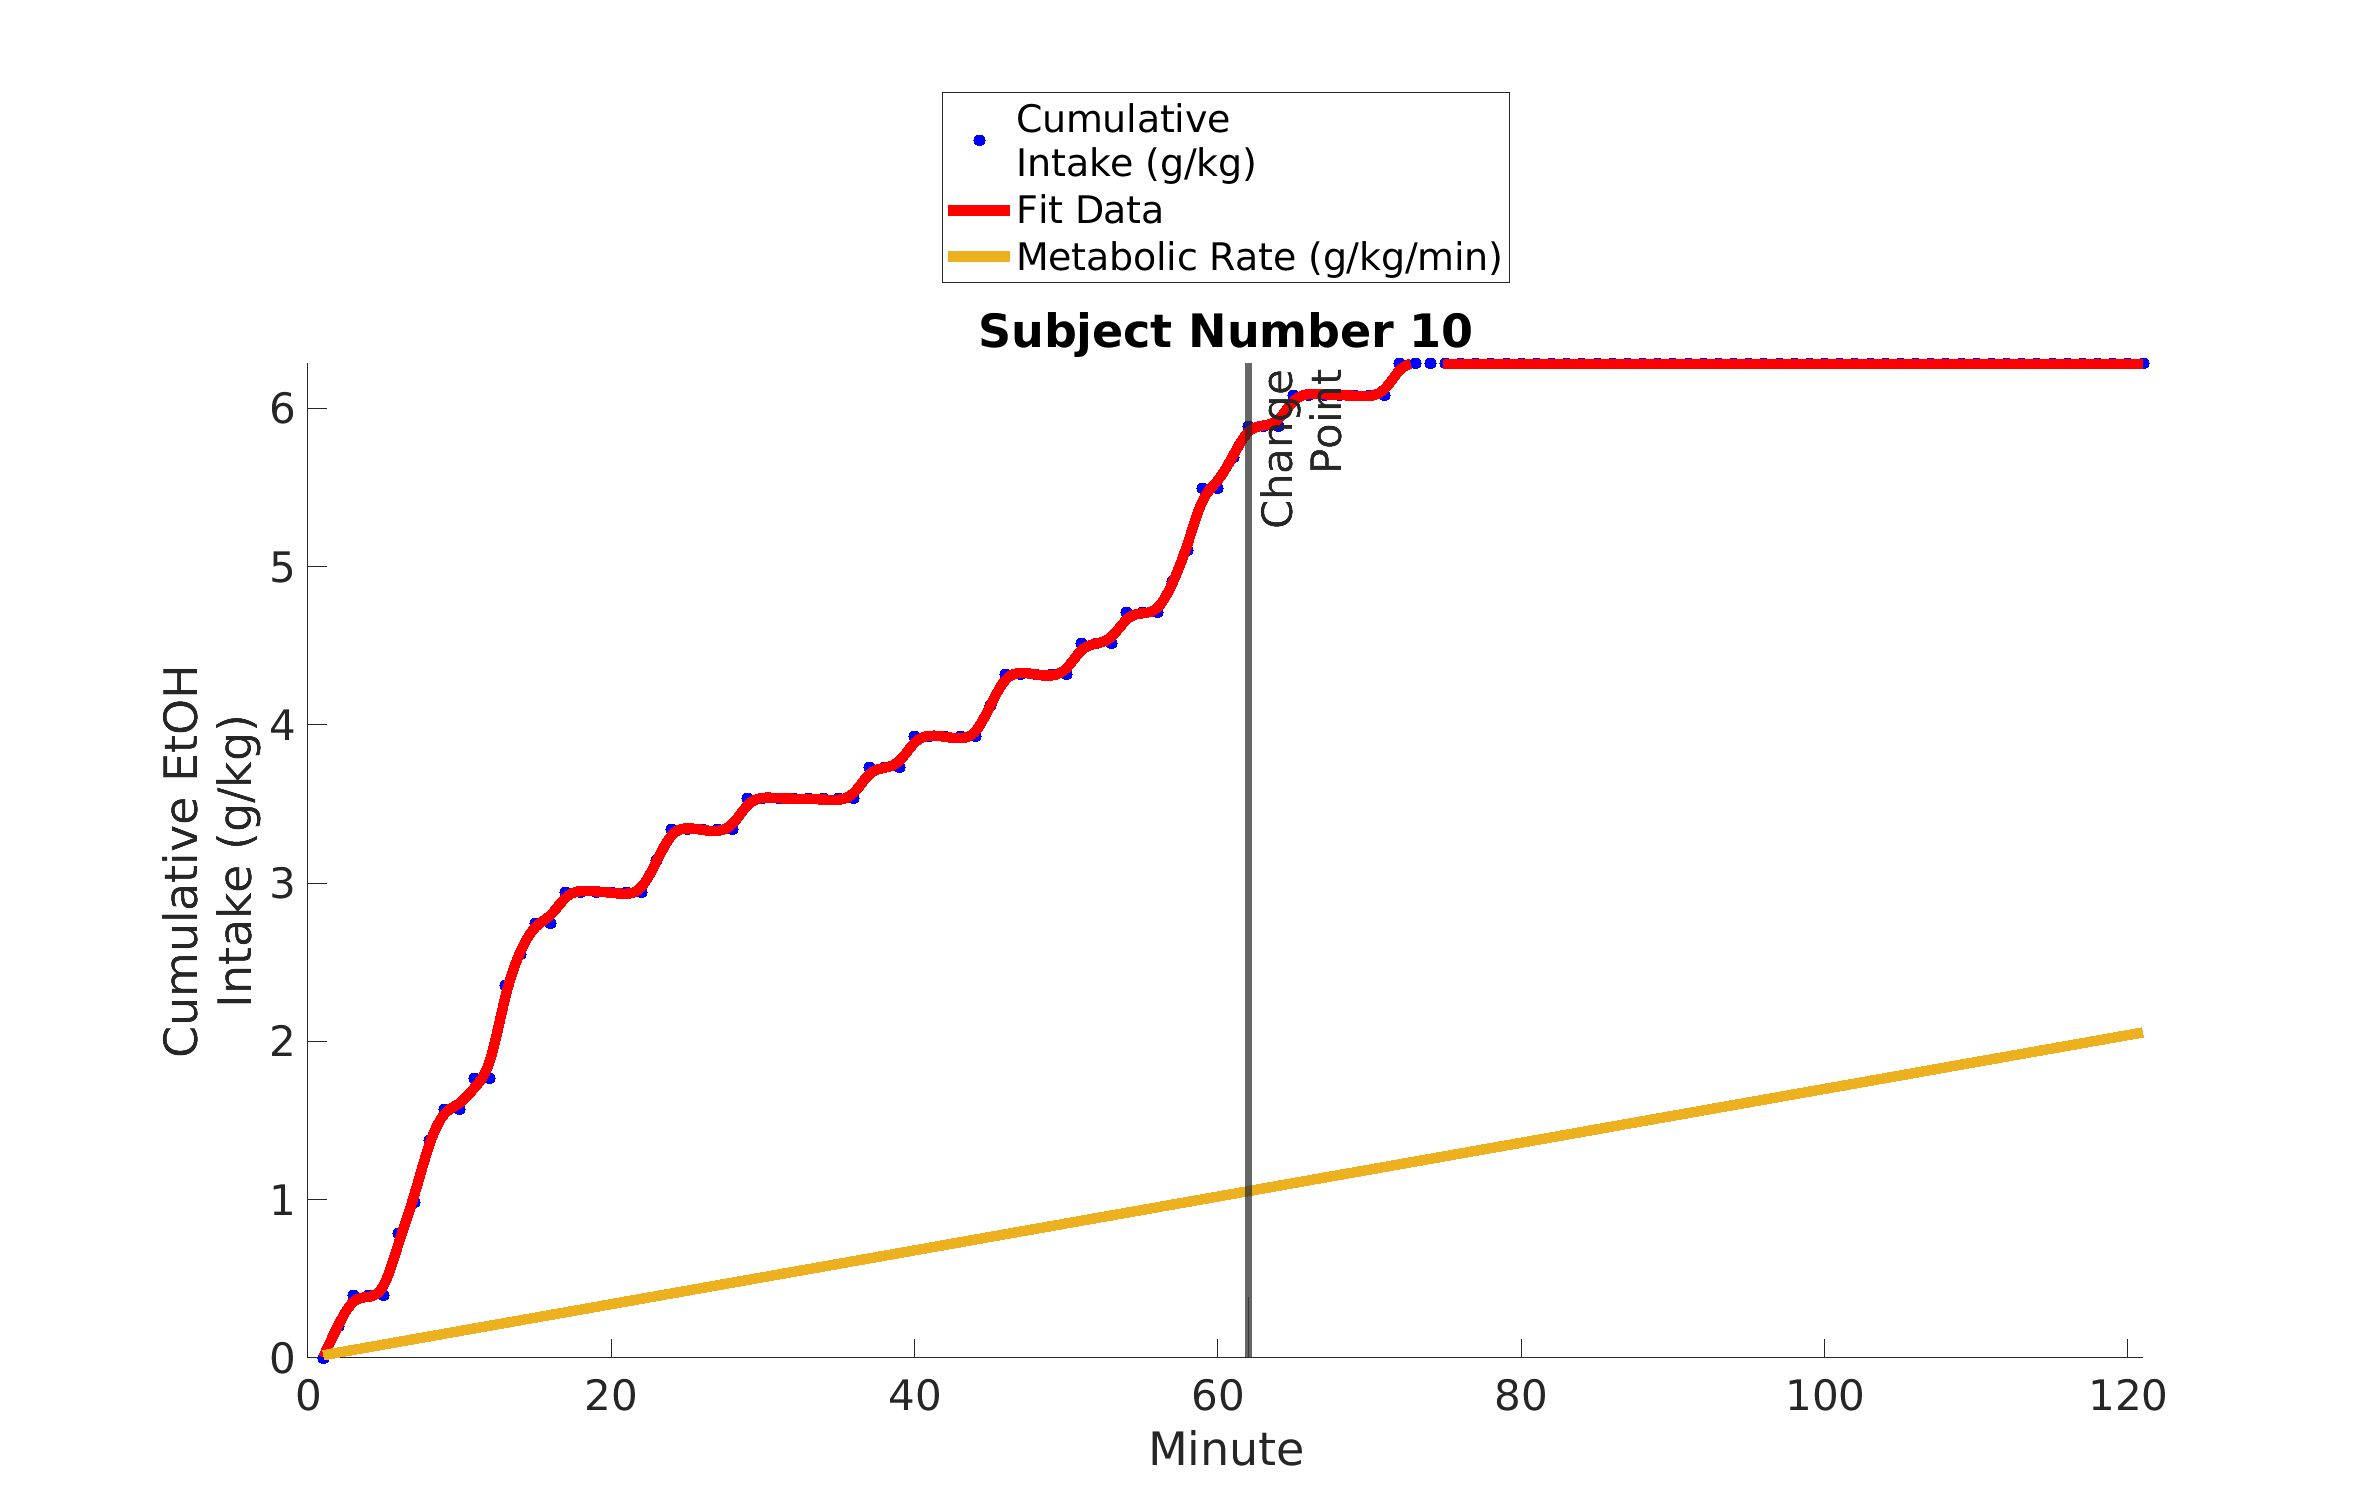 Cumulative
Intake (g/kg)
Fit Data
Metabolic Rate (g/kg/min)
Subject Number 10
Change
Point
6
5
4
3
2
1
0
Cumulative EtOH
Intake (g/kg)
0 20 40 60 80 100 120
Minute